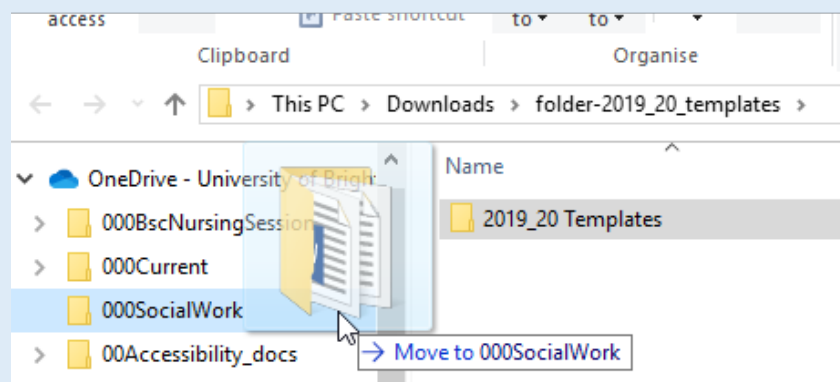 access
Paste shortcut
to
to
Clipboard
Organise
This PC > Downloads > folder-2019_20_templates >
OneDrive - University of Brigh
Name
000BscNursingSession
2019_20 Templates
000Current
000SocialWork
Move to 000SocialWork
00Accessibility_docs